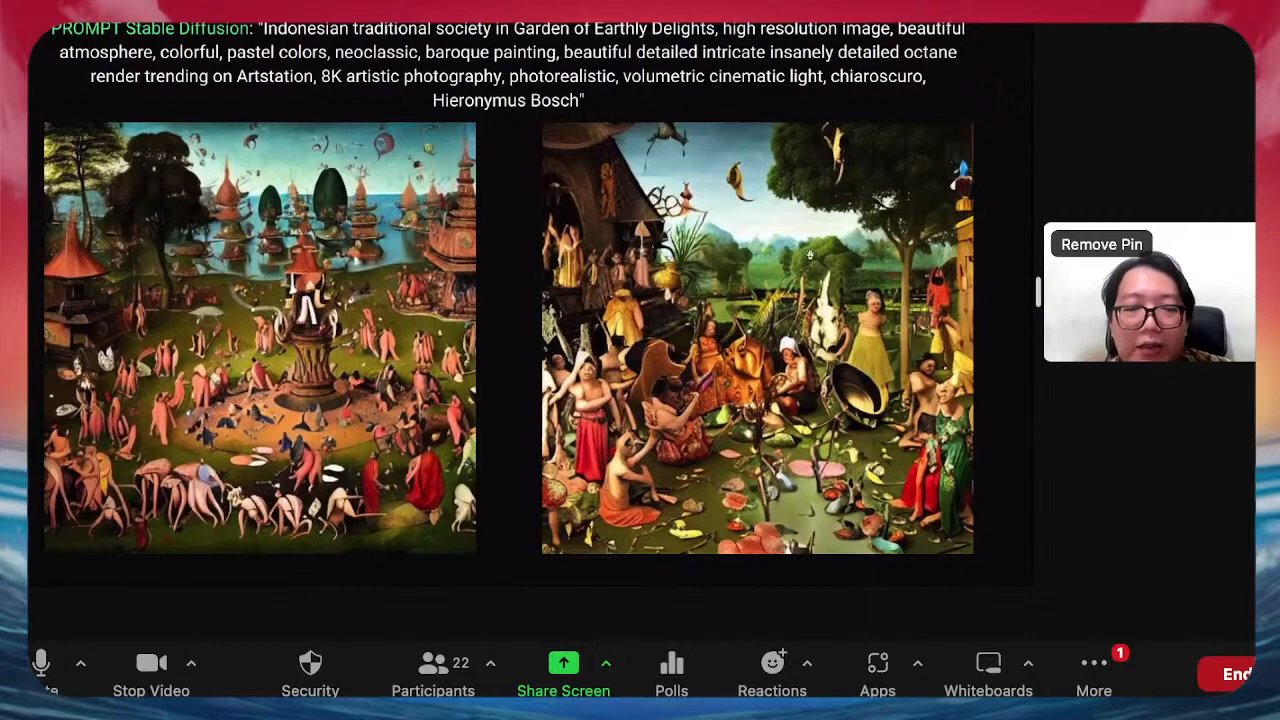 PROMPT Stable Diffusion: "Indonesian traditional society in Garden of Earthly Delights, high resolution image, beautiful
atmosphere, colorful, pastel colors, neoclassic, baroque painting, beautiful detailed intricate insanely detailed octane
render trending on Artstation, 8K artistic photography, photorealistic, volumetric cinematic light, chiaroscuro,
Hieronymus Bosch"
Remove Pin
22
1
Stop Video
Security
Participants
Share Screen
Polls
Reactions
Apps
Whiteboards
More
End